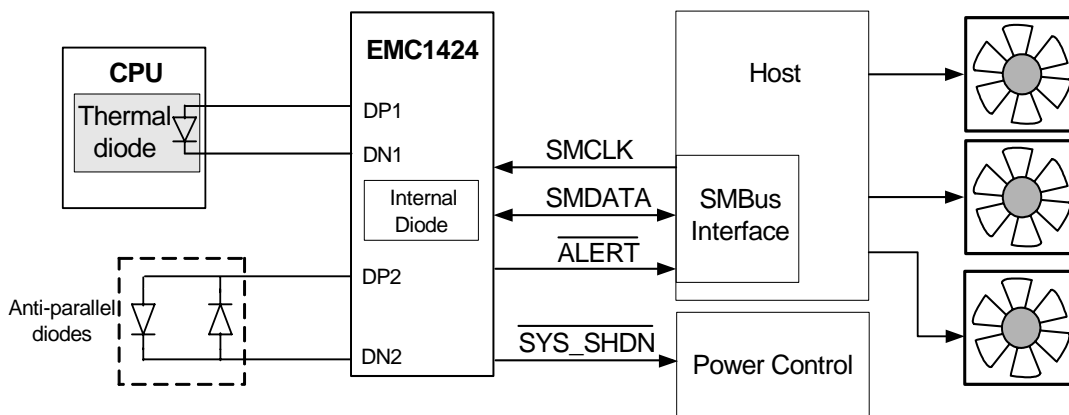 EMC1424
CPU
Thermal
diode
DP1
DN1
Internal
Diode
DP2
DN2
Anti-parallel
diodes
SMCLK
SMDATA
ALERT
SYS_SHDN
Host
SMBus
Interface
Power Control